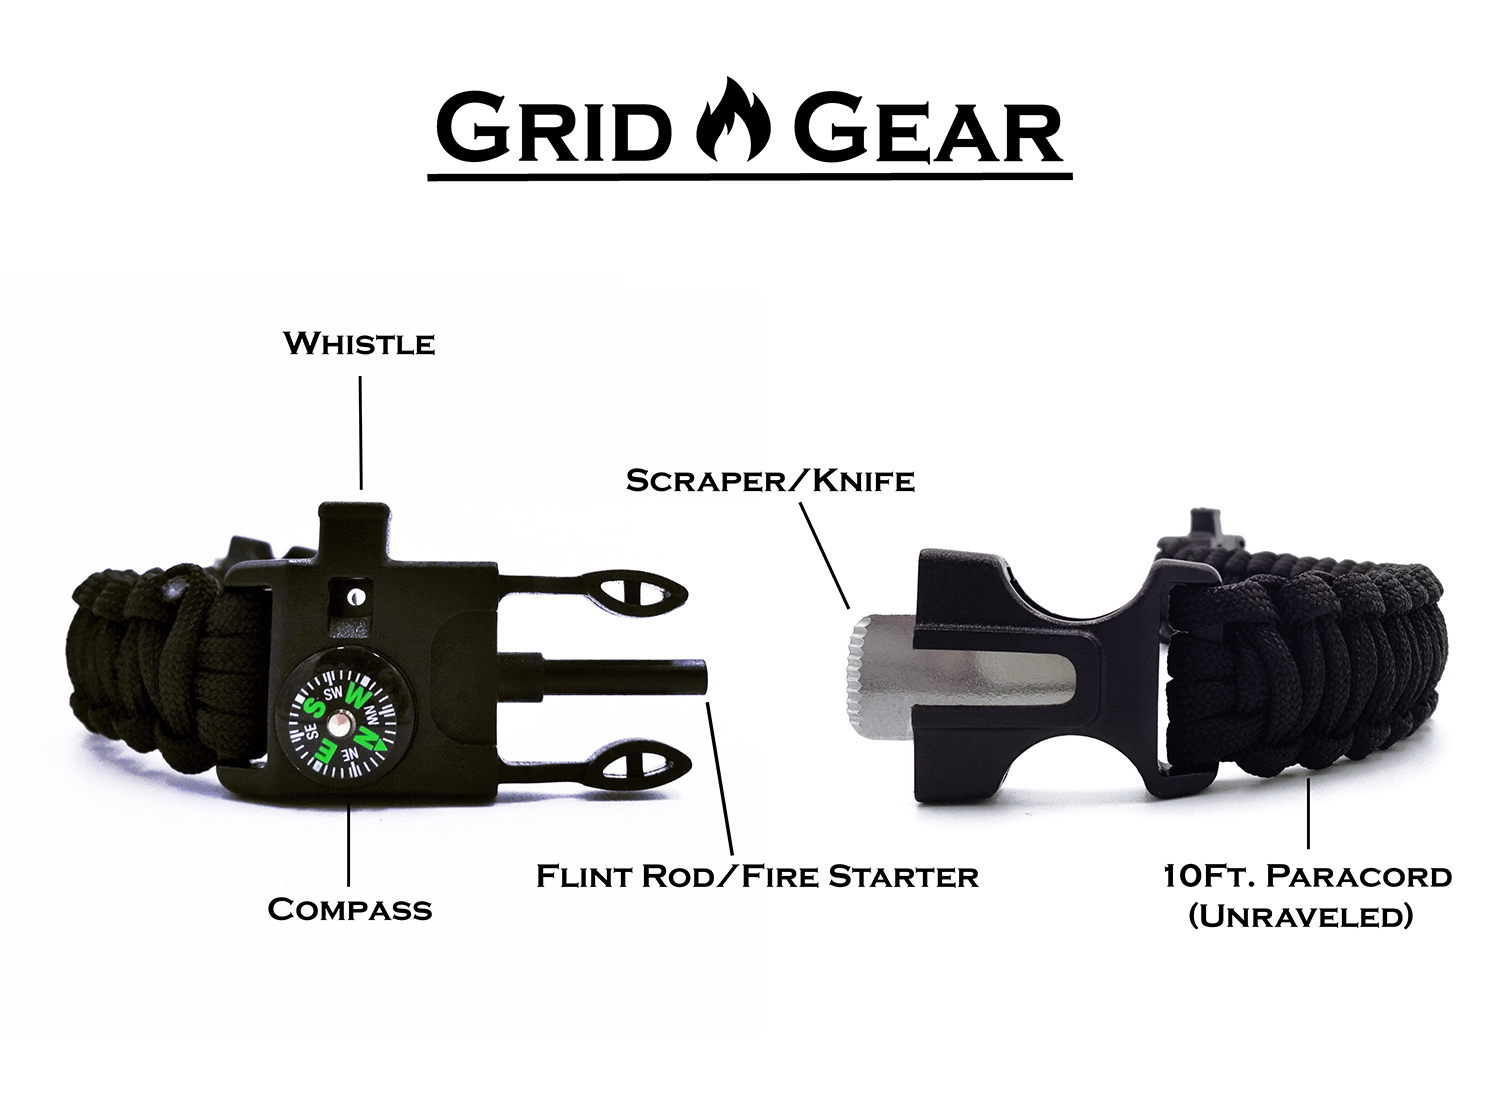 GRID GEAR
WHISTLE
SCRAPER/KNIFE
S
SW
W
NW
N
NE
E
SE
FLINT ROD/FIRE STARTER
10FT. PARACORD
(UNRAVELED)
COMPASS